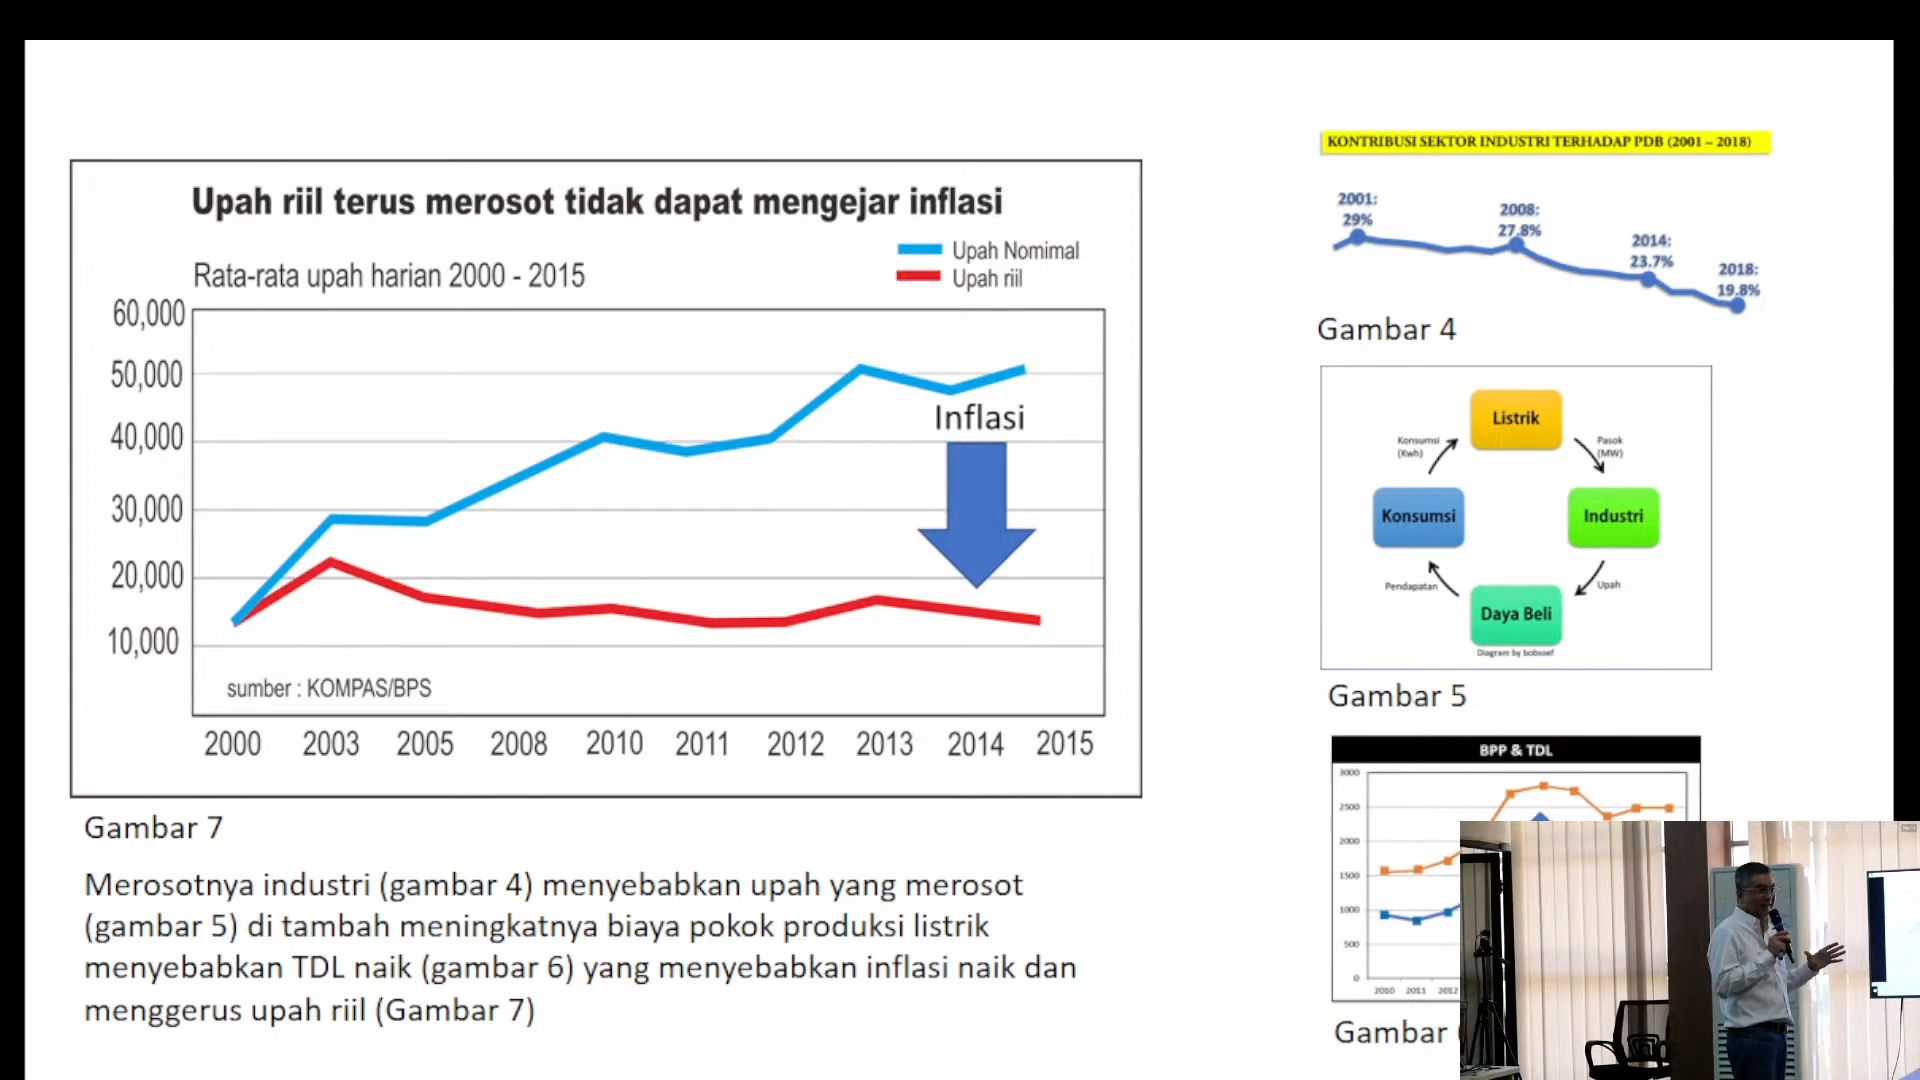 Upah riil terus merosot tidak dapat mengejar inflasi
Upah Nomimal
Rata-rata upah harian 2000 - 2015
Upah riil
60,000
50,000
40,000
30,000
20,000
10,000
Inflasi
sumber : KOMPAS/BPS
2000 2003 2005 2008 2010 2011 2012 2013 2014 2015
Gambar 7
Merosotnya industri (gambar 4) menyebabkan upah yang merosot
(gambar 5) di tambah meningkatnya biaya pokok produksi listrik
menyebabkan TDL naik (gambar 6) yang menyebabkan inflasi naik dan
menggerus upah riil (Gambar 7)
KONTRIBUSI SEKTOR INDUSTRI TERHADAP PDB (2001 – 2018)
2001:
29%
2008:
27.8%
2014:
23.7%
2018:
19.8%
Gambar 4
Listrik
Konsumsi
(Kwh)
Pasok
(MW)
Konsumsi
Industri
Pendapatan
Upah
Daya Beli
Diagram by bobsoef
Gambar 5
BPP & TDL
3000
2500
2000
1500
1000
500
0
2010 2011 2012
Gambar